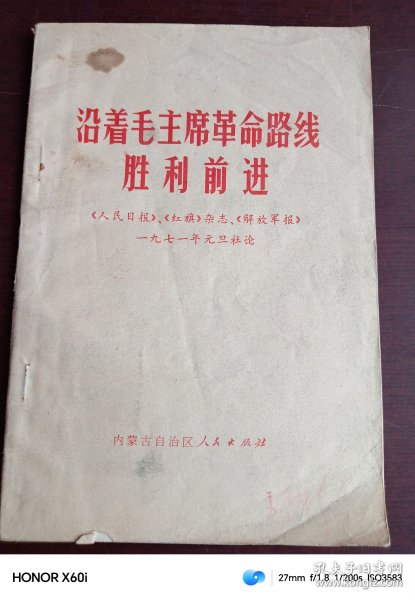 沿着毛主席革命路线
胜利前进
《人民日报》、《红旗》杂志、《解放军报》
一九七一年元旦社论
内蒙古自治区人民出版社
孔夫子旧书网
HONOR X60i
27mm f/1.8 1/200s ISO3583